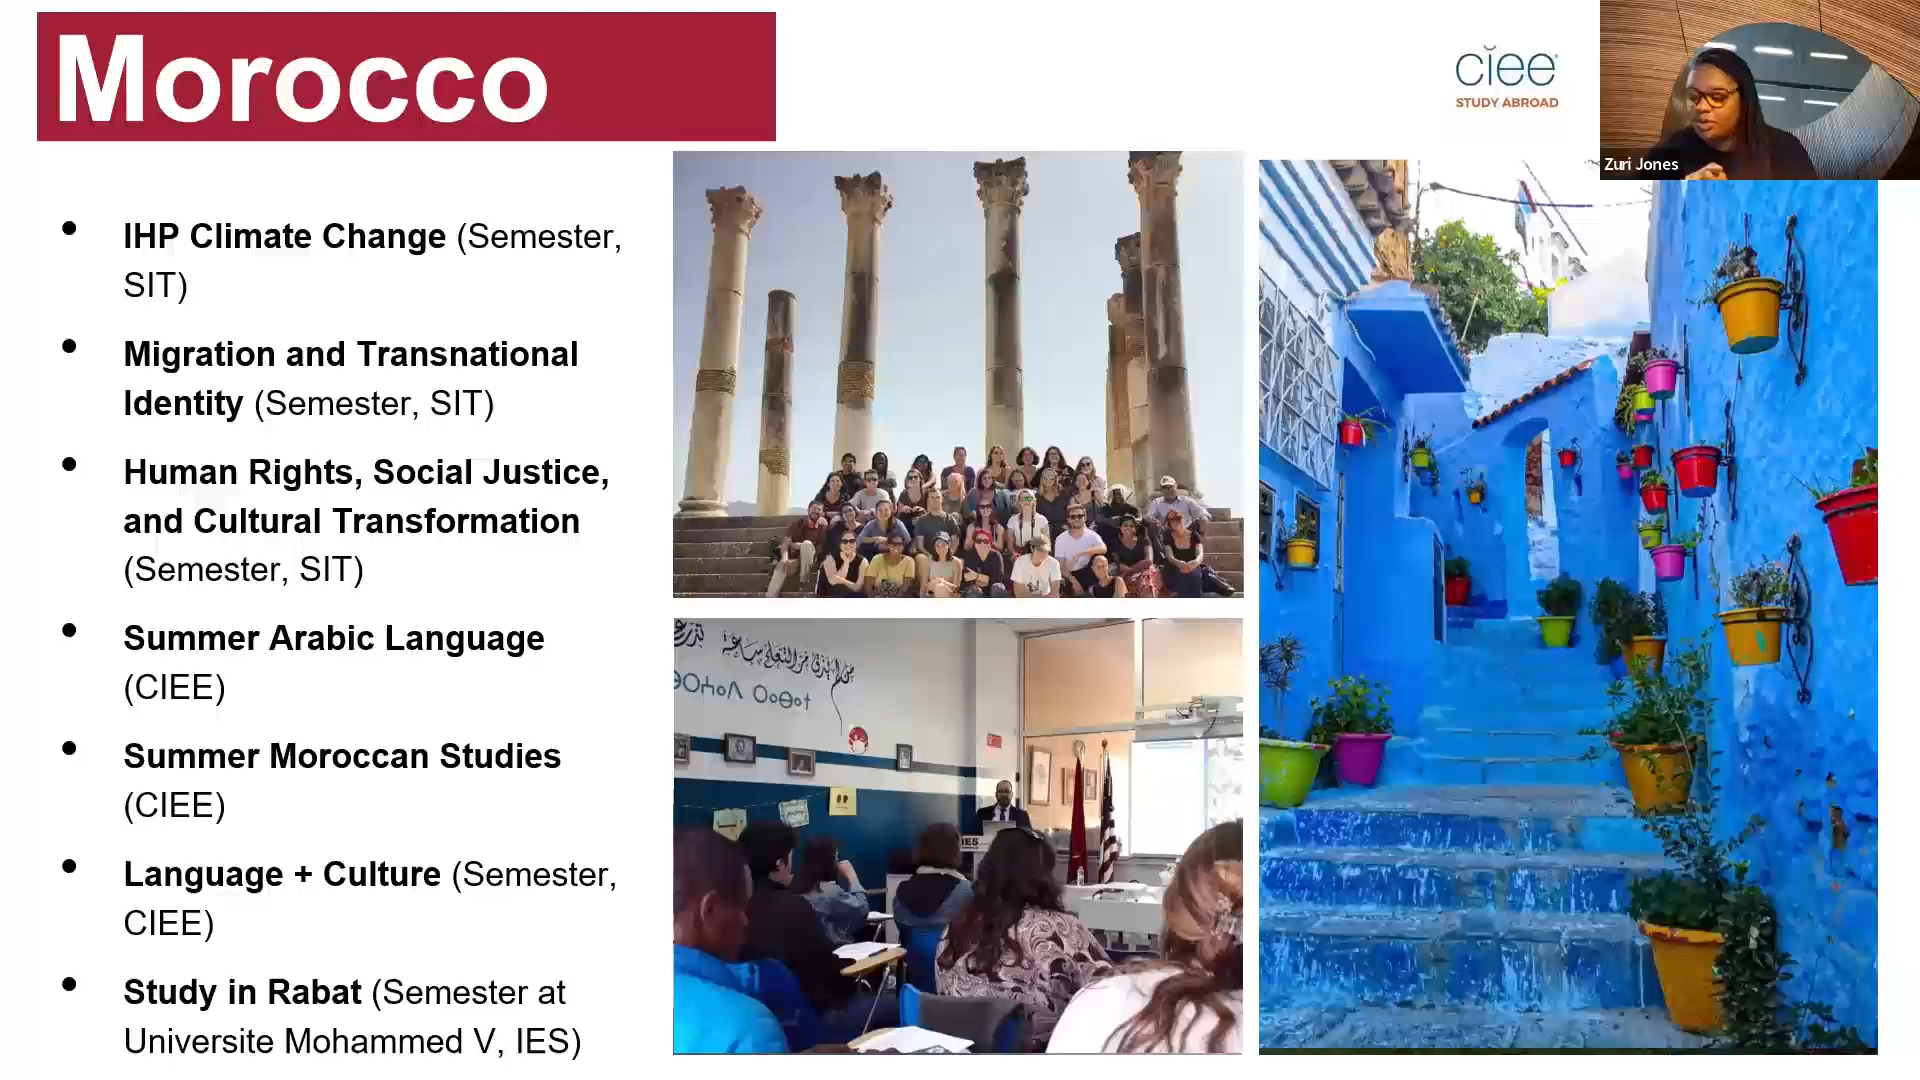 Morocco
ciee
STUDY ABROAD
Zuri Jones
• IHP Climate Change (Semester,
SIT)
• Migration and Transnational
Identity (Semester, SIT)
• Human Rights, Social Justice,
and Cultural Transformation
(Semester, SIT)
• Summer Arabic Language
(CIEE)
• Summer Moroccan Studies
(CIEE)
• Language + Culture (Semester,
CIEE)
• Study in Rabat (Semester at
Universite Mohammed V, IES)
IES